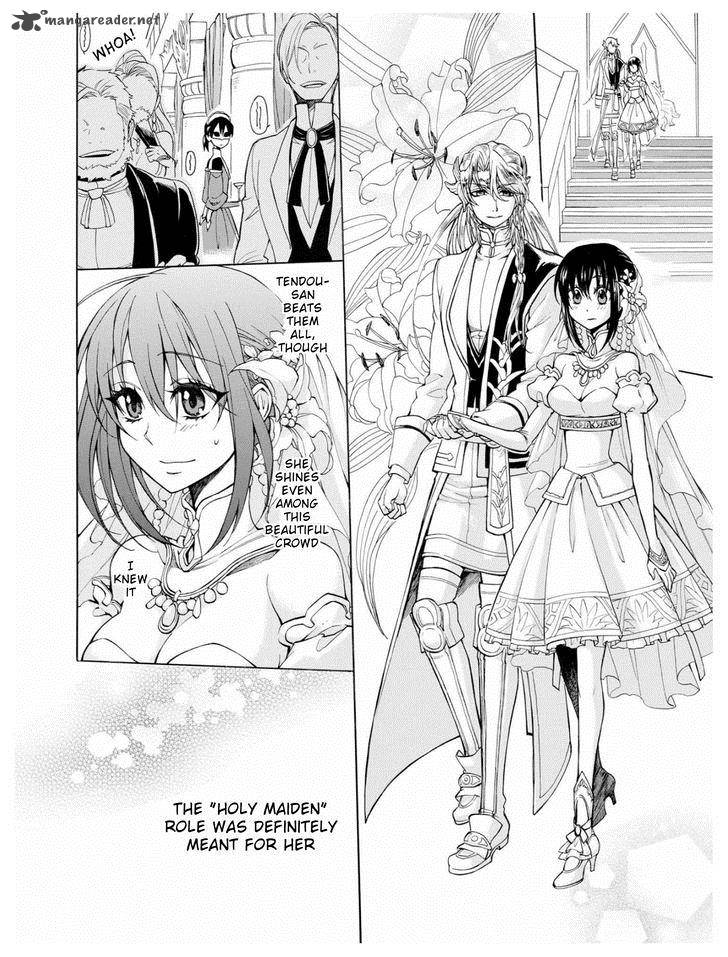 mangareader.net
WHOA!
TENDOU-
SAN
BEATS
THEM
ALL,
THOUGH
SHE
SHINES
EVEN
AMONG
THIS
BEAUTIFUL
CROWD
I
KNEW
IT
THE "HOLY MAIDEN"
ROLE WAS DEFINITELY
MEANT FOR HER